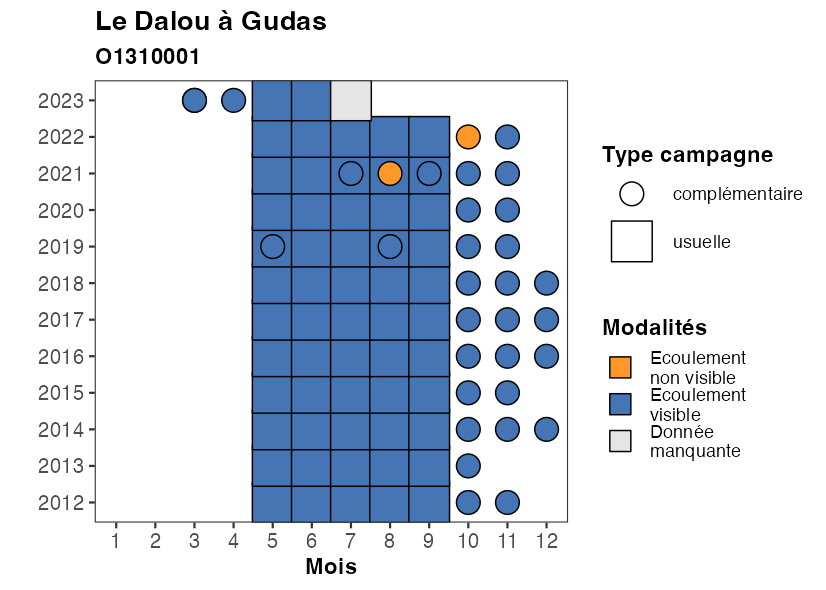 Le Dalou à Gudas
O1310001
2023
2022
2021
2020
2019
2018
2017
2016
2015
2014
2013
2012
1 2 3 4 5 6 7 8 9 10 11 12
Mois
Type campagne
complémentaire
usuelle
Modalités
Ecoulement
non visible
Ecoulement
visible
Donnée
manquante